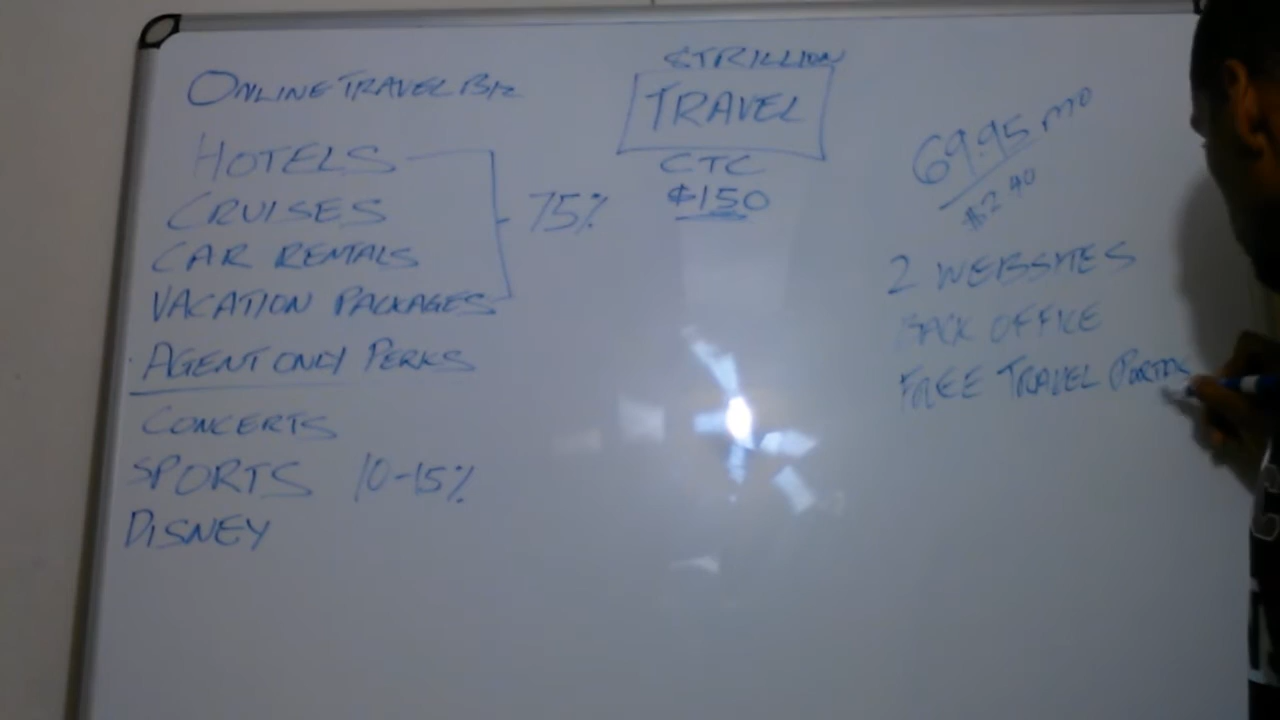 ONLINE TRAVEL BIZ
HOTELS
CRUISES
CAR RENTALS
VACATION PACKAGES
75%
AGENT ONLY PERKS
CONCERTS
SPORTS 10-15%
DISNEY
$TRILLION
TRAVEL
CTC
$150
69.95 mo
$2.40
2 WEBSITES
BACK OFFICE
FREE TRAVEL PORTAL